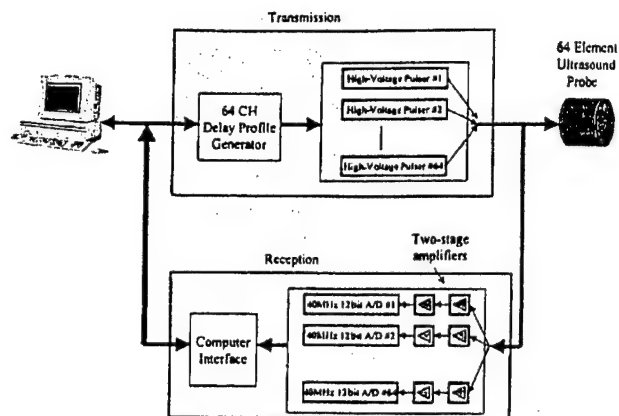 Transmission
64 Element
Ultrasound
Probe
High-Voltage Pulser #1
High-Voltage Pulser #2
High-Voltage Pulser #64
64 CH
Delay Profile
Generator
Two-stage
amplifiers
Reception
40MHz 12bit A/D #1
40MHz 12bit A/D #2
40MHz 12bit A/D #64
Computer
Interface